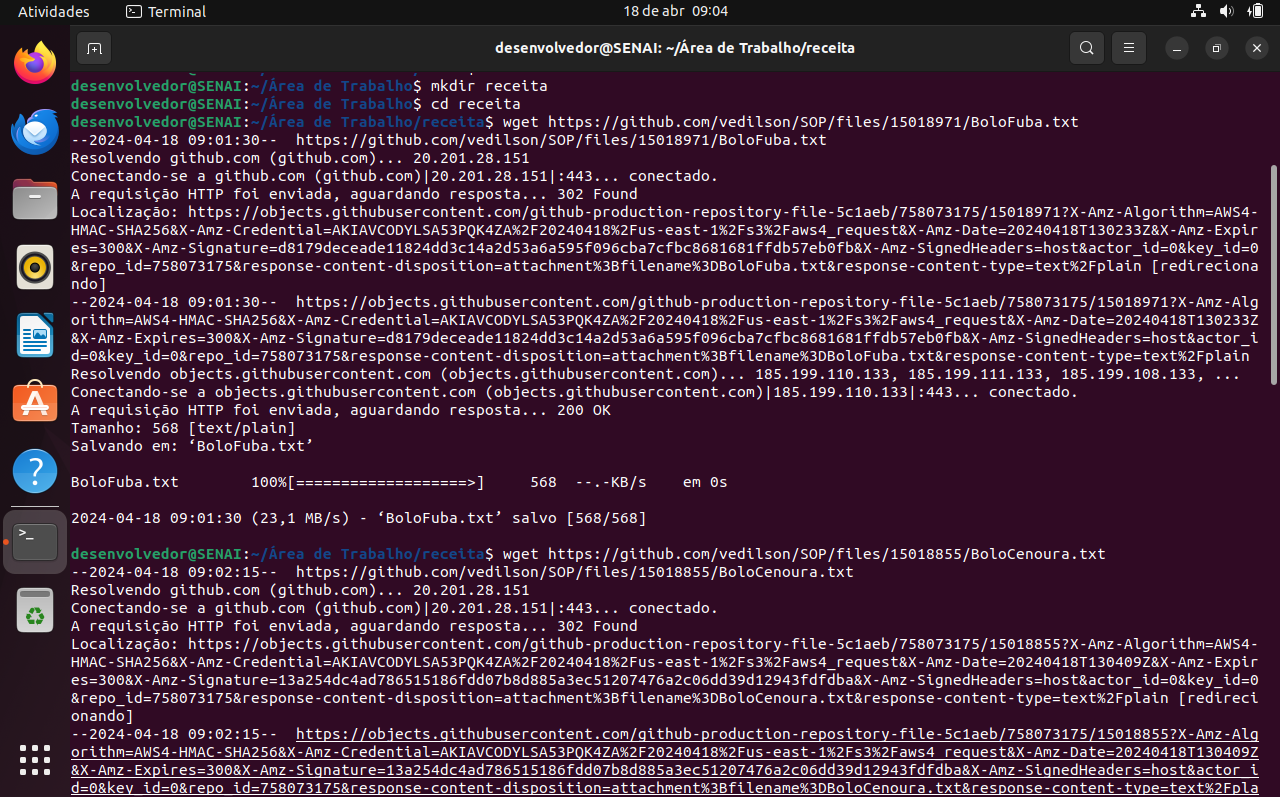 Atividades
Terminal
18 de abr 09:04
desenvolvedor@SENAI: ~/Área de Trabalho/receita
desenvolvedor@SENAI:~/Área de Trabalho$ mkdir receita
desenvolvedor@SENAI:~/Área de Trabalho$ cd receita
desenvolvedor@SENAI:~/Área de Trabalho/receita$ wget https://github.com/vedilson/SOP/files/15018971/BoloFuba.txt
--2024-04-18 09:01:30--  https://github.com/vedilson/SOP/files/15018971/BoloFuba.txt
Resolvendo github.com (github.com)... 20.201.28.151
Conectando-se a github.com (github.com)|20.201.28.151|:443... conectado.
A requisição HTTP foi enviada, aguardando resposta... 302 Found
Localização: https://objects.githubusercontent.com/github-production-repository-file-5c1aeb/758073175/15018971?X-Amz-Algorithm=AWS4-
HMAC-SHA256&X-Amz-Credential=AKIAVCODYLSA53PQK4ZA%2F20240418%2Fus-east-1%2Fs3%2Faws4_request&X-Amz-Date=20240418T130233Z&X-Amz-Expir
es=300&X-Amz-Signature=d8179deceade11824dd3c14a2d53a6a595f096cba7cfbc8681681ffdb57eb0fb&X-Amz-SignedHeaders=host&actor_id=0&key_id=0
&repo_id=758073175&response-content-disposition=attachment%3Bfilename%3DBoloFuba.txt&response-content-type=text%2Fplain [redireciona
ndo]
--2024-04-18 09:01:30--  https://objects.githubusercontent.com/github-production-repository-file-5c1aeb/758073175/15018971?X-Amz-Alg
orithm=AWS4-HMAC-SHA256&X-Amz-Credential=AKIAVCODYLSA53PQK4ZA%2F20240418%2Fus-east-1%2Fs3%2Faws4_request&X-Amz-Date=20240418T130233Z
&X-Amz-Expires=300&X-Amz-Signature=d8179deceade11824dd3c14a2d53a6a595f096cba7cfbc8681681ffdb57eb0fb&X-Amz-SignedHeaders=host&actor_i
d=0&key_id=0&repo_id=758073175&response-content-disposition=attachment%3Bfilename%3DBoloFuba.txt&response-content-type=text%2Fplain
Resolvendo objects.githubusercontent.com (objects.githubusercontent.com)... 185.199.110.133, 185.199.111.133, 185.199.108.133, ...
Conectando-se a objects.githubusercontent.com (objects.githubusercontent.com)|185.199.110.133|:443... conectado.
A requisição HTTP foi enviada, aguardando resposta... 200 OK
Tamanho: 568 [text/plain]
Salvando em: ‘BoloFuba.txt’
BoloFuba.txt        100%[===================>]     568  --.-KB/s    em 0s
2024-04-18 09:01:30 (23,1 MB/s) - ‘BoloFuba.txt’ salvo [568/568]
desenvolvedor@SENAI:~/Área de Trabalho/receita$ wget https://github.com/vedilson/SOP/files/15018855/BoloCenoura.txt
--2024-04-18 09:02:15--  https://github.com/vedilson/SOP/files/15018855/BoloCenoura.txt
Resolvendo github.com (github.com)... 20.201.28.151
Conectando-se a github.com (github.com)|20.201.28.151|:443... conectado.
A requisição HTTP foi enviada, aguardando resposta... 302 Found
Localização: https://objects.githubusercontent.com/github-production-repository-file-5c1aeb/758073175/15018855?X-Amz-Algorithm=AWS4-
HMAC-SHA256&X-Amz-Credential=AKIAVCODYLSA53PQK4ZA%2F20240418%2Fus-east-1%2Fs3%2Faws4_request&X-Amz-Date=20240418T130409Z&X-Amz-Expir
es=300&X-Amz-Signature=13a254dc4ad786515186fdd07b8d885a3ec51207476a2c06dd39d12943fdfdba&X-Amz-SignedHeaders=host&actor_id=0&key_id=0
&repo_id=758073175&response-content-disposition=attachment%3Bfilename%3DBoloCenoura.txt&response-content-type=text%2Fplain [redireci
onando]
--2024-04-18 09:02:15--  https://objects.githubusercontent.com/github-production-repository-file-5c1aeb/758073175/15018855?X-Amz-Alg
orithm=AWS4-HMAC-SHA256&X-Amz-Credential=AKIAVCODYLSA53PQK4ZA%2F20240418%2Fus-east-1%2Fs3%2Faws4_request&X-Amz-Date=20240418T130409Z
&X-Amz-Expires=300&X-Amz-Signature=13a254dc4ad786515186fdd07b8d885a3ec51207476a2c06dd39d12943fdfdba&X-Amz-SignedHeaders=host&actor_i
d=0&key_id=0&repo_id=758073175&response-content-disposition=attachment%3Bfilename%3DBoloCenoura.txt&response-content-type=text%2Fpla